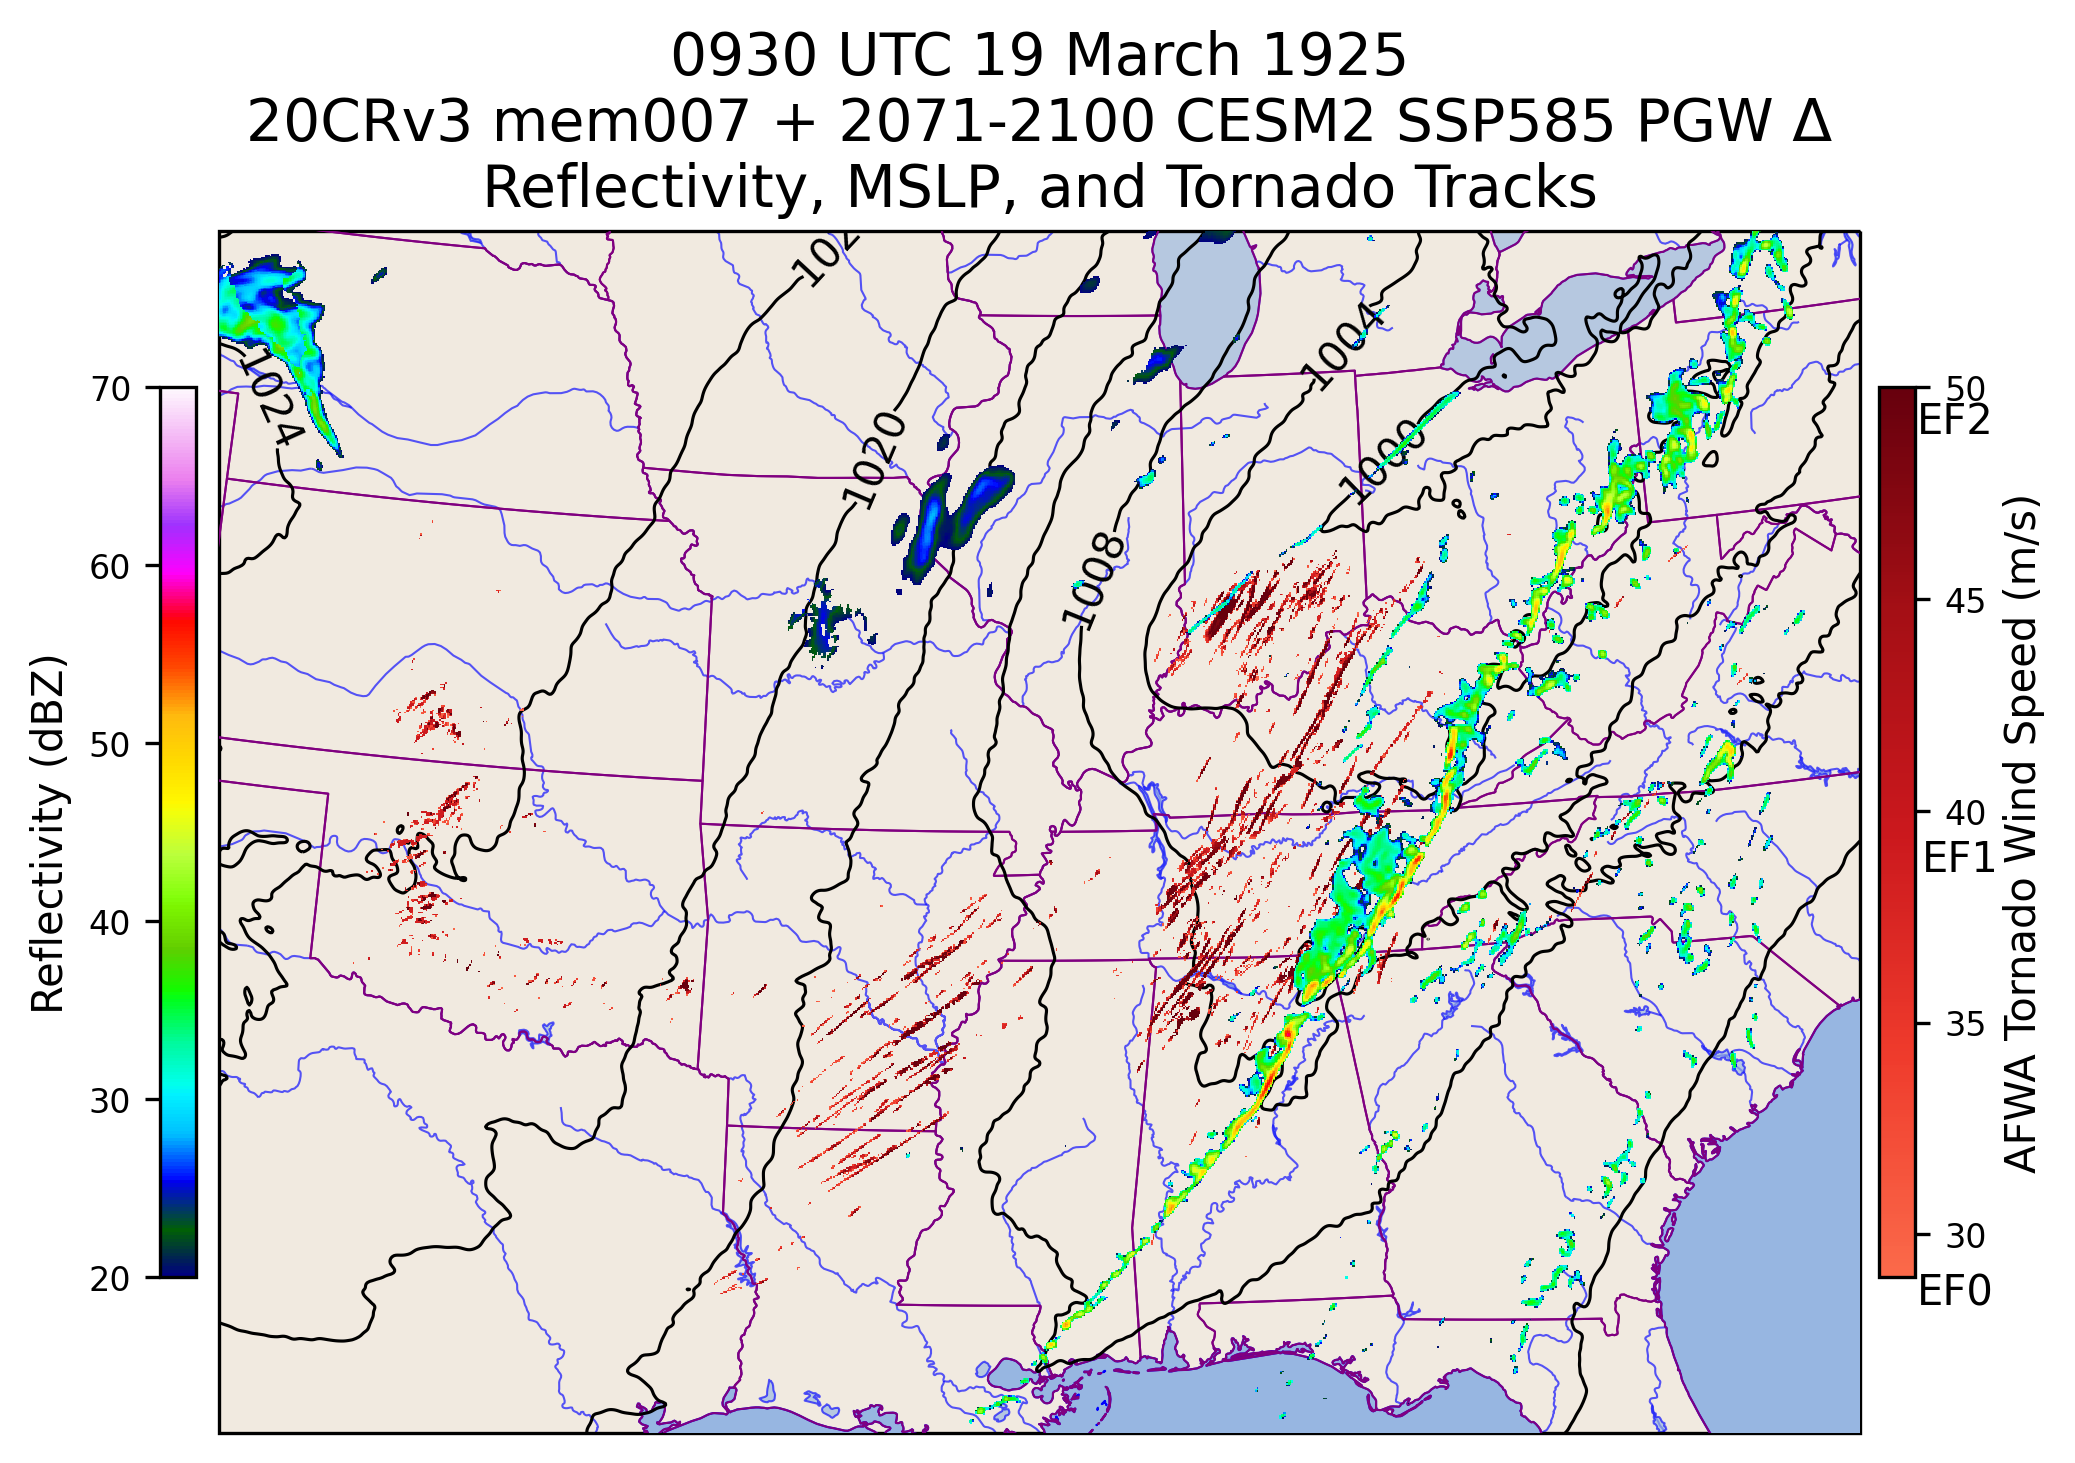 0930 UTC 19 March 1925
20CRv3 mem007 + 2071-2100 CESM2 SSP585 PGW Δ
Reflectivity, MSLP, and Tornado Tracks
102
1004
1024
1020
1000
1008
70
60
50
40
30
20
Reflectivity (dBZ)
50
EF2
45
40
EF1
35
30
EF0
AFWA Tornado Wind Speed (m/s)